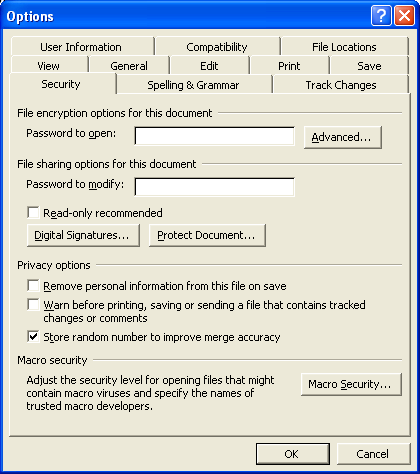 Options
User Information Compatibility File Locations
View General Edit Print Save
Security Spelling & Grammar Track Changes
File encryption options for this document
Password to open: Advanced...
File sharing options for this document
Password to modify:
Read-only recommended
Digital Signatures... Protect Document...
Privacy options
Remove personal information from this file on save
Warn before printing, saving or sending a file that contains tracked
changes or comments
Store random number to improve merge accuracy
Macro security
Adjust the security level for opening files that might
contain macro viruses and specify the names of
trusted macro developers.
Macro Security...
OK Cancel